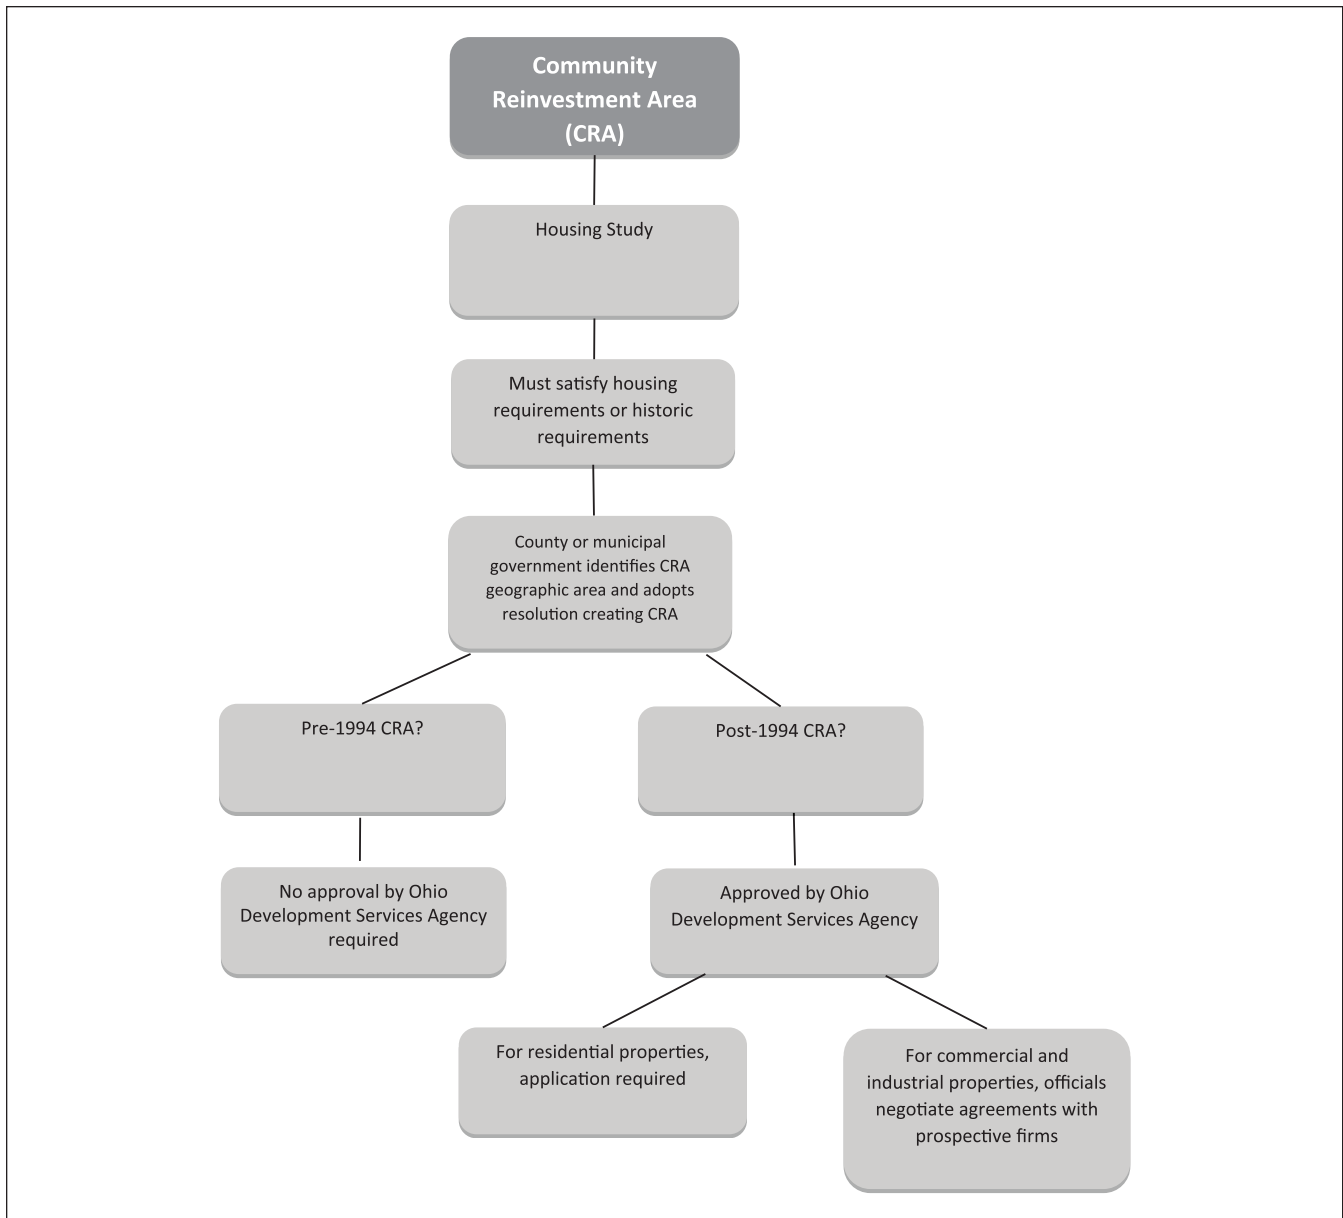 Community
Reinvestment Area
(CRA)
Housing Study
Must satisfy housing
requirements or historic
requirements
County or municipal
government identifies CRA
geographic area and adopts
resolution creating CRA
Pre-1994 CRA?
Post-1994 CRA?
No approval by Ohio
Development Services Agency
required
Approved by Ohio
Development Services Agency
For residential properties,
application required
For commercial and
industrial properties, officials
negotiate agreements with
prospective firms